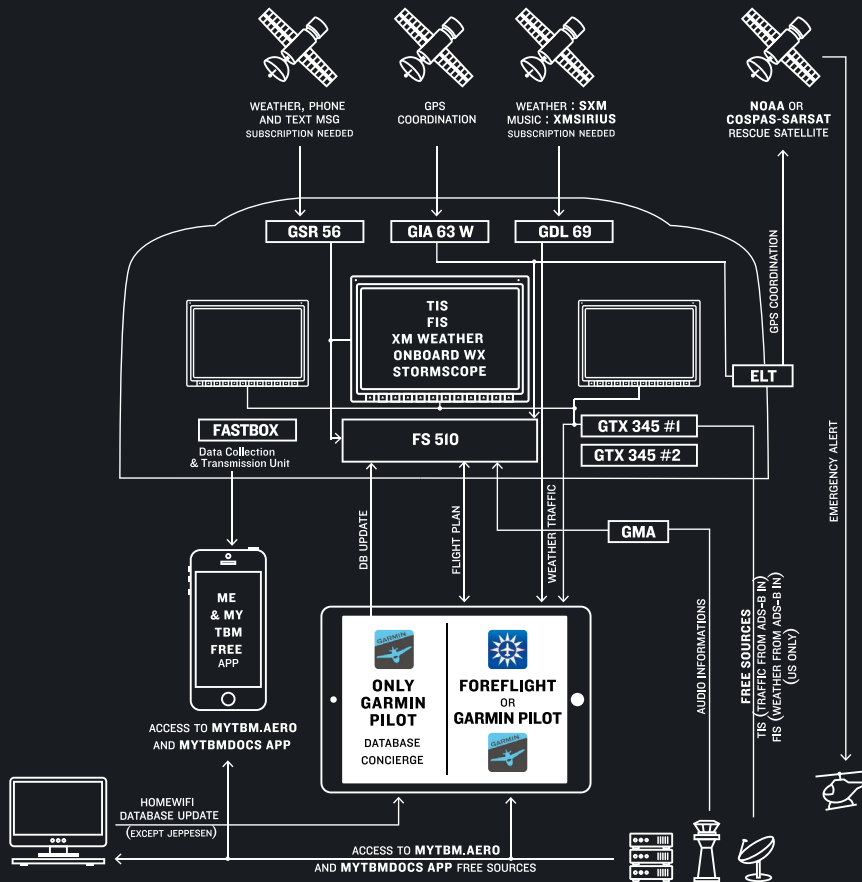 WEATHER, PHONE
AND TEXT MSG
SUBSCRIPTION NEEDED
GPS
COORDINATION
WEATHER : SXM
MUSIC : XMSIRIUS
SUBSCRIPTION NEEDED
NOAA OR
COSPAS-SARSAT
RESCUE SATELLITE
GSR 56
GIA 63 W
GDL 69
GPS COORDINATION
TIS
FIS
XM WEATHER
ONBOARD WX
STORMSCOPE
ELT
FASTBOX
Data Collection
& Transmission Unit
FS 510
GTX 345 #1
GTX 345 #2
EMERGENCY ALERT
DB UPDATE
FLIGHT PLAN
WEATHER TRAFFIC
GMA
ME
& MY
TBM
FREE
APP
AUDIO INFORMATIONS
FREE SOURCES
TIS (TRAFFIC FROM ADS-B IN)
FIS (WEATHER FROM ADS-B IN)
(US ONLY)
GARMIN
ONLY
GARMIN
PILOT
DATABASE
CONCIERGE
FOREFLIGHT
OR
GARMIN PILOT
GARMIN
ACCESS TO MYTBM.AERO
AND MYTBMDOCS APP
HOMEWIFI
DATABASE UPDATE
(EXCEPT JEPPESEN)
ACCESS TO MYTBM.AERO
AND MYTBMDOCS APP FREE SOURCES